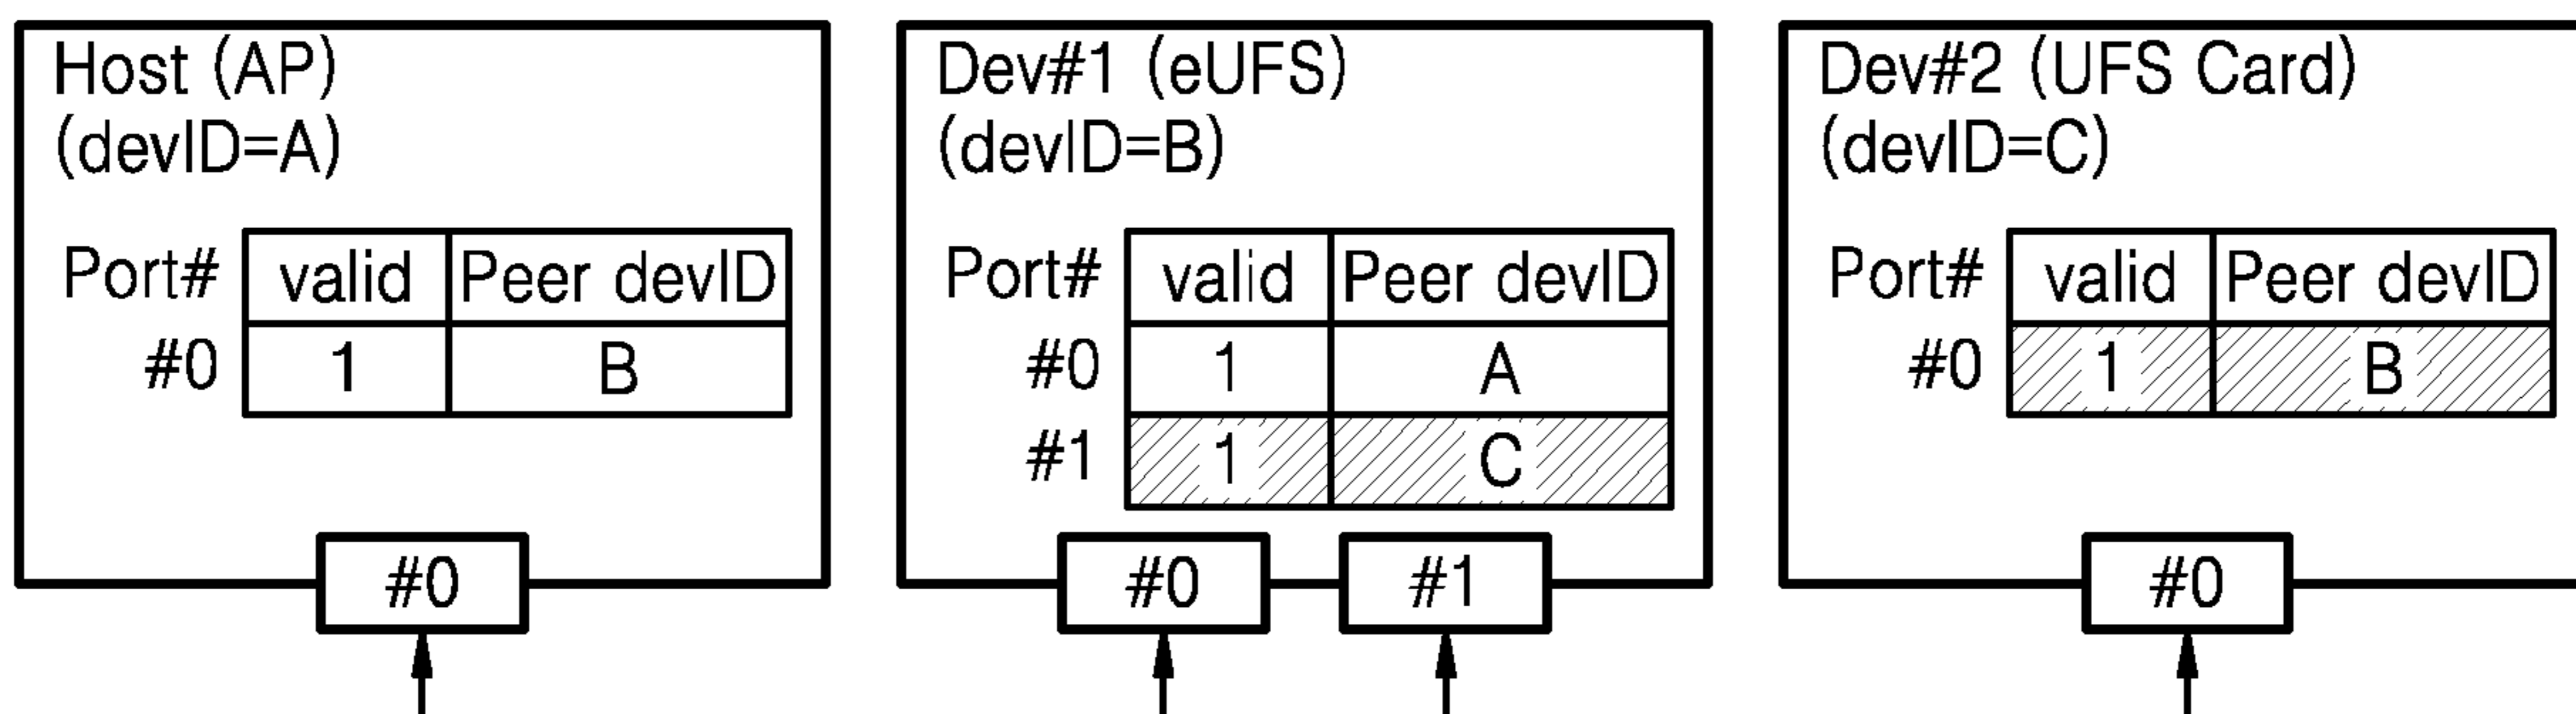 Host (AP)
(devID=A)
Port# valid Peer devID
#0 1 B
#0
Dev#1 (eUFS)
(devID=B)
Port# valid Peer devID
#0 1 A
#1 1 C
#0 #1
Dev#2 (UFS Card)
(devID=C)
Port# valid Peer devID
#0 1 B
#0